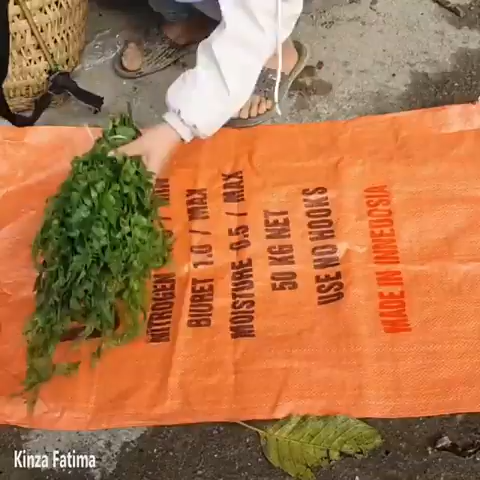 NITROGEN / MIN
BIURET 1.0 / MAX
MOISTURE 0.5 / MAX
50 KG NET
USE NO HOOKS
MADE IN INNEDOSIA
Kinza Fatima